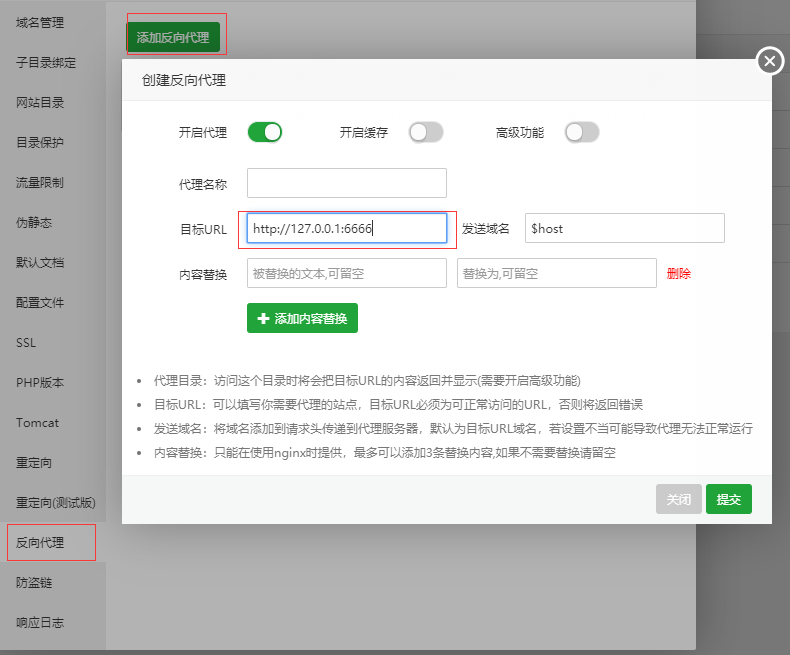 域名管理
子目录绑定
网站目录
目录保护
流量限制
伪静态
默认文档
配置文件
SSL
PHP版本
Tomcat
重定向
重定向(测试版)
反向代理
防盗链
响应日志
添加反向代理
创建反向代理
开启代理 开启缓存 高级功能
代理名称
目标URL http://127.0.0.1:6666 发送域名 $host
内容替换 被替换的文本,可留空 替换为,可留空 删除
添加内容替换
代理目录：访问这个目录时将会把目标URL的内容返回并显示(需要开启高级功能)
目标URL：可以填写你需要代理的站点，目标URL必须为可正常访问的URL，否则将返回错误
发送域名：将域名添加到请求头传递到代理服务器，默认为目标URL域名，若设置不当可能导致代理无法正常运行
内容替换：只能在使用nginx时提供，最多可以添加3条替换内容,如果不需要替换请留空
关闭 提交